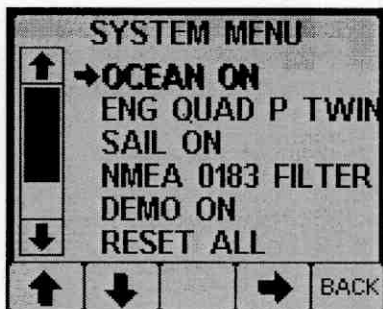 SYSTEM MENU
OCEAN ON
ENG QUAD P TWIN
SAIL ON
NMEA 0183 FILTER
DEMO ON
RESET ALL
BACK